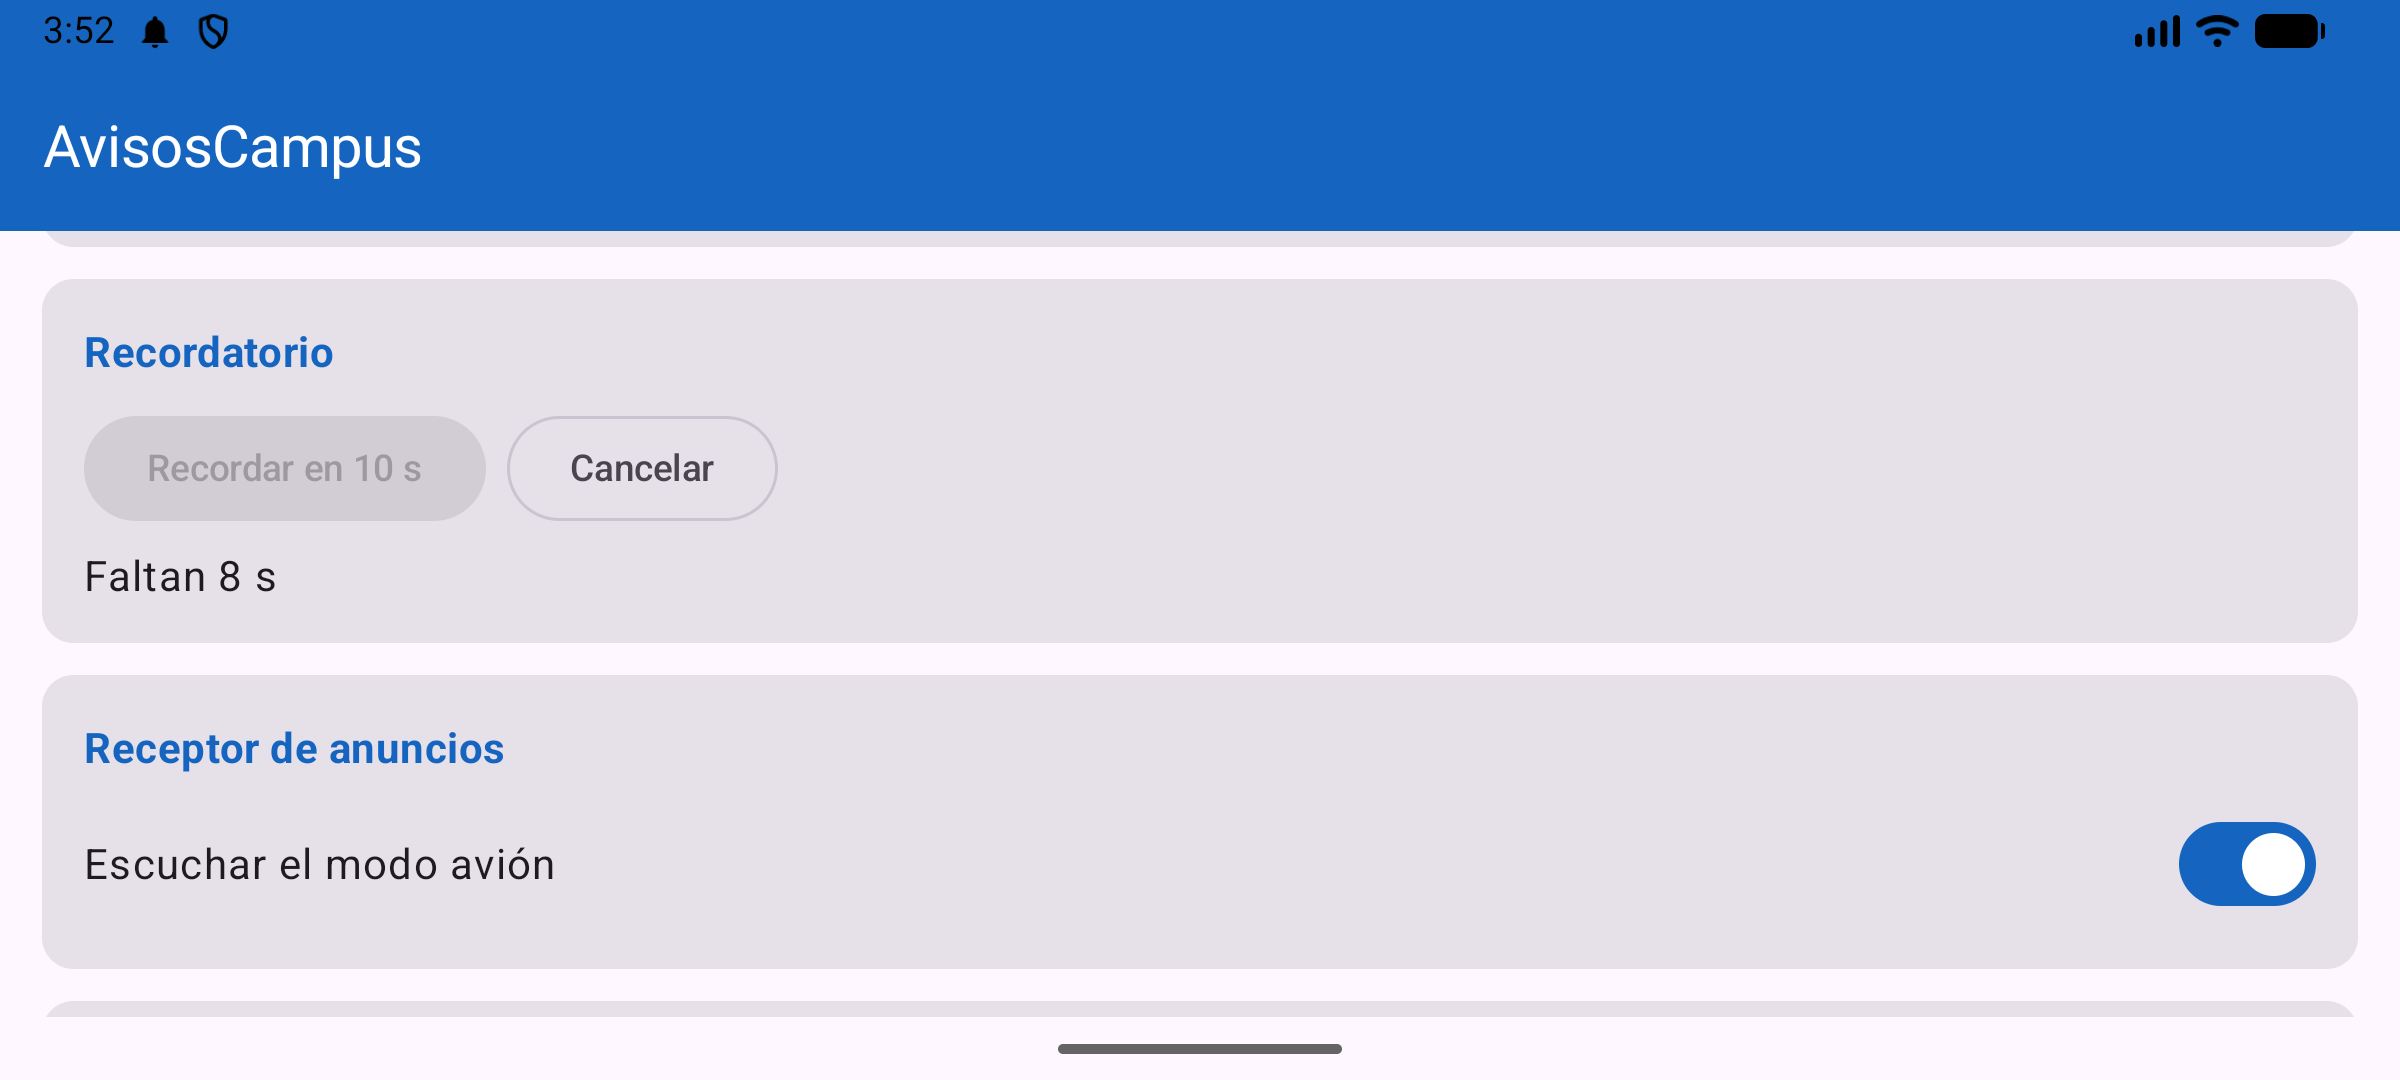 3:52
AvisosCampus
Recordatorio
Recordar en 10 s
Cancelar
Faltan 8 s
Receptor de anuncios
Escuchar el modo avión